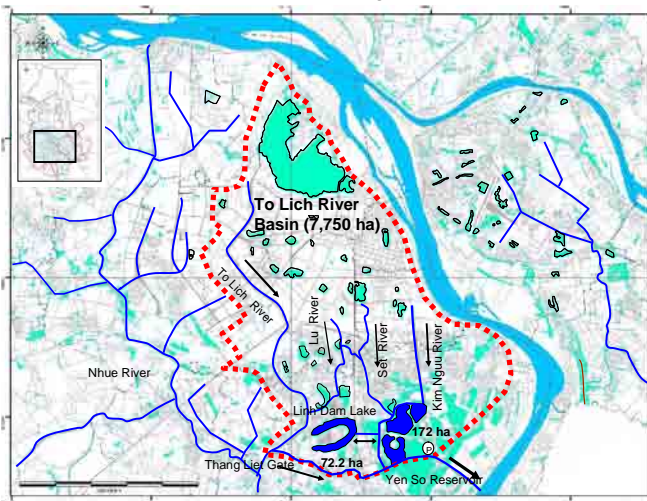 To Lich River
Basin (7,750 ha)
To Lich River
Lu River
Set River
Kim Nguu River
Nhue River
Linh Dam Lake
172 ha
P
72.2 ha
Thang Liet Gate
Yen So Reservoir